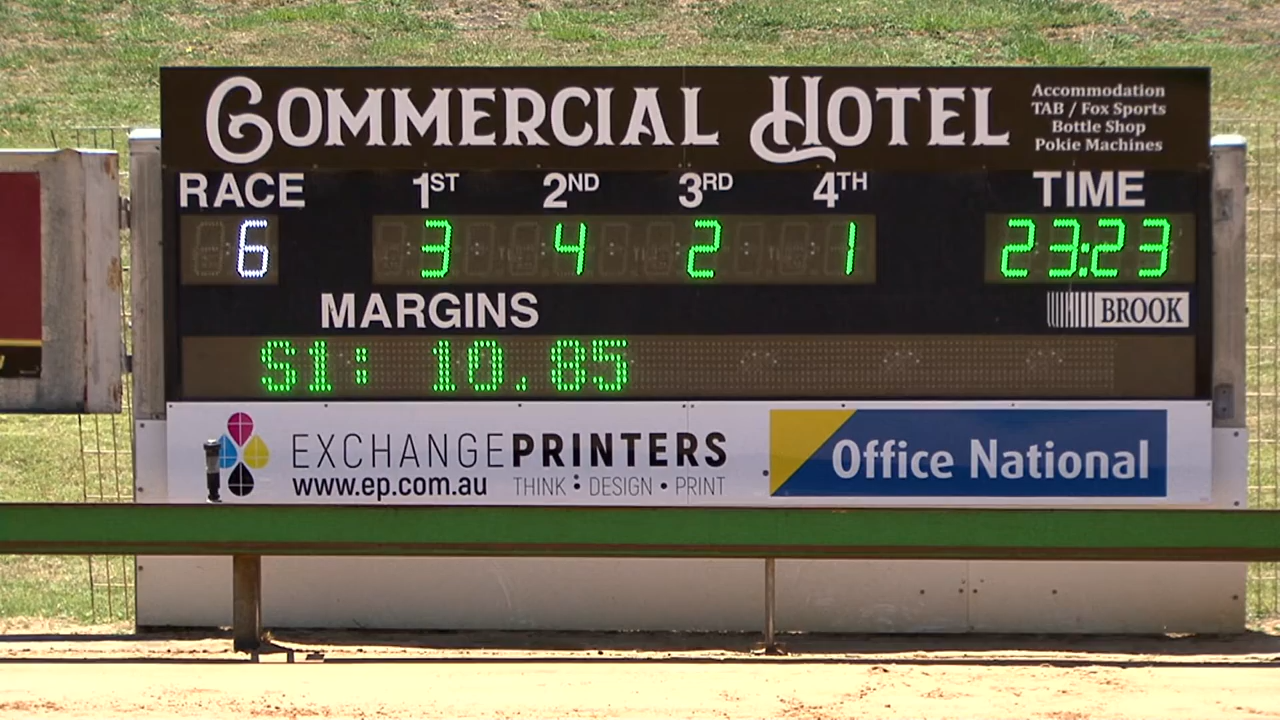 COMMERCIAL HOTEL
Accommodation
TAB / Fox Sports
Bottle Shop
Pokie Machines
RACE 1ST 2ND 3RD 4TH TIME
6 3 4 2 1 23:23
MARGINS
BROOK
S1: 10.85
EXCHANGEPRINTERS
www.ep.com.au THINK : DESIGN • PRINT
Office National